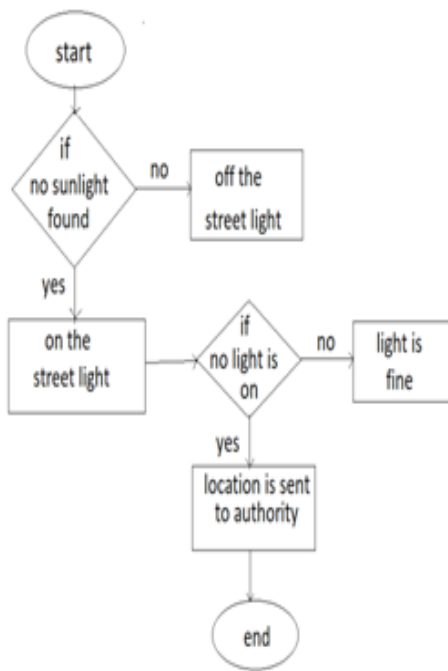 start
if
no sunlight
found
no
off the
street light
yes
on the
street light
if
no light is
on
no
light is
fine
yes
location is sent
to authority
end